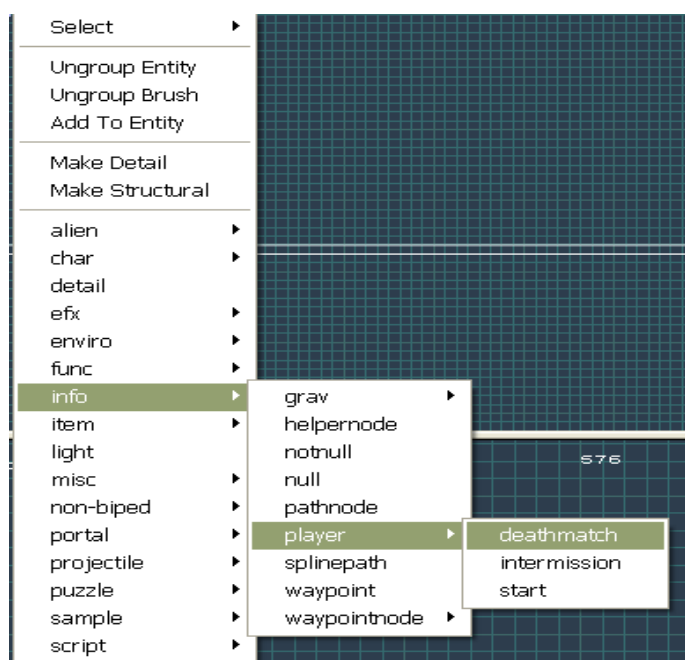 Select
Ungroup Entity
Ungroup Brush
Add To Entity
Make Detail
Make Structural
alien
char
detail
efx
enviro
func
info
item
light
misc
non-biped
portal
projectile
puzzle
sample
script
grav
helpernode
notnull
null
pathnode
player
splinepath
waypoint
waypointnode
deathmatch
intermission
start
576